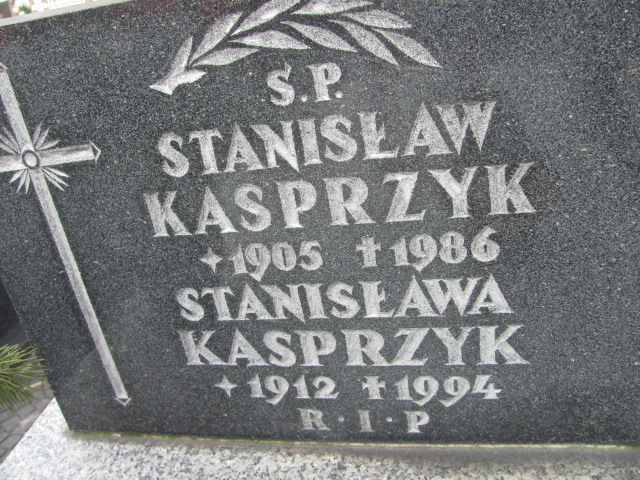 Ś.P.
STANISŁAW
KASPRZYK
★1905 ✝1986
STANISŁAWA
KASPRZYK
★1912 ✝1994
R·I·P